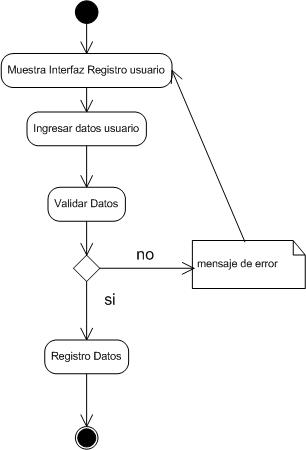 Muestra Interfaz Registro usuario
Ingresar datos usuario
Validar Datos
no
mensaje de error
si
Registro Datos